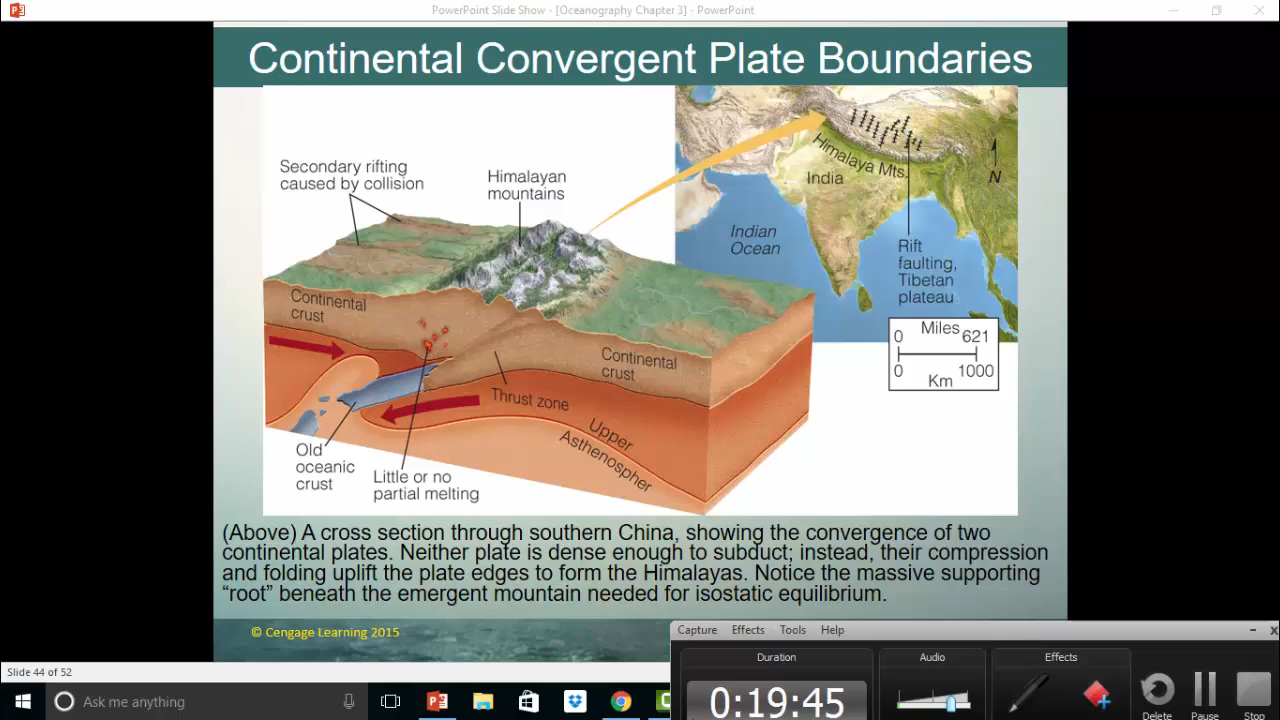 PowerPoint Slide Show - [Oceanography Chapter 3] - PowerPoint
Continental Convergent Plate Boundaries
Secondary rifting
caused by collision
Himalayan
mountains
Continental
crust
Continental
crust
Thrust zone
Upper
Asthenospher
Old
oceanic
crust
Little or no
partial melting
Himalaya Mts.
India
N
Indian
Ocean
Rift
faulting,
Tibetan
plateau
Miles
0 621
0 1000
Km
(Above) A cross section through southern China, showing the convergence of two
continental plates. Neither plate is dense enough to subduct; instead, their compression
and folding uplift the plate edges to form the Himalayas. Notice the massive supporting
“root” beneath the emergent mountain needed for isostatic equilibrium.
© Cengage Learning 2015
Slide 44 of 52
Ask me anything
Capture Effects Tools Help
Duration
Audio
Effects
0:19:45
Delete
Pause
Stop